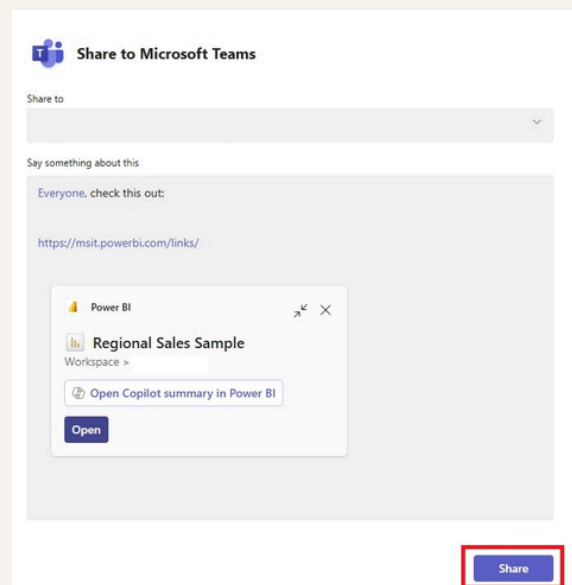 Share to Microsoft Teams
Share to
Say something about this
Everyone, check this out:
https://msit.powerbi.com/links/
Power BI
Regional Sales Sample
Workspace >
Open Copilot summary in Power BI
Open
Share